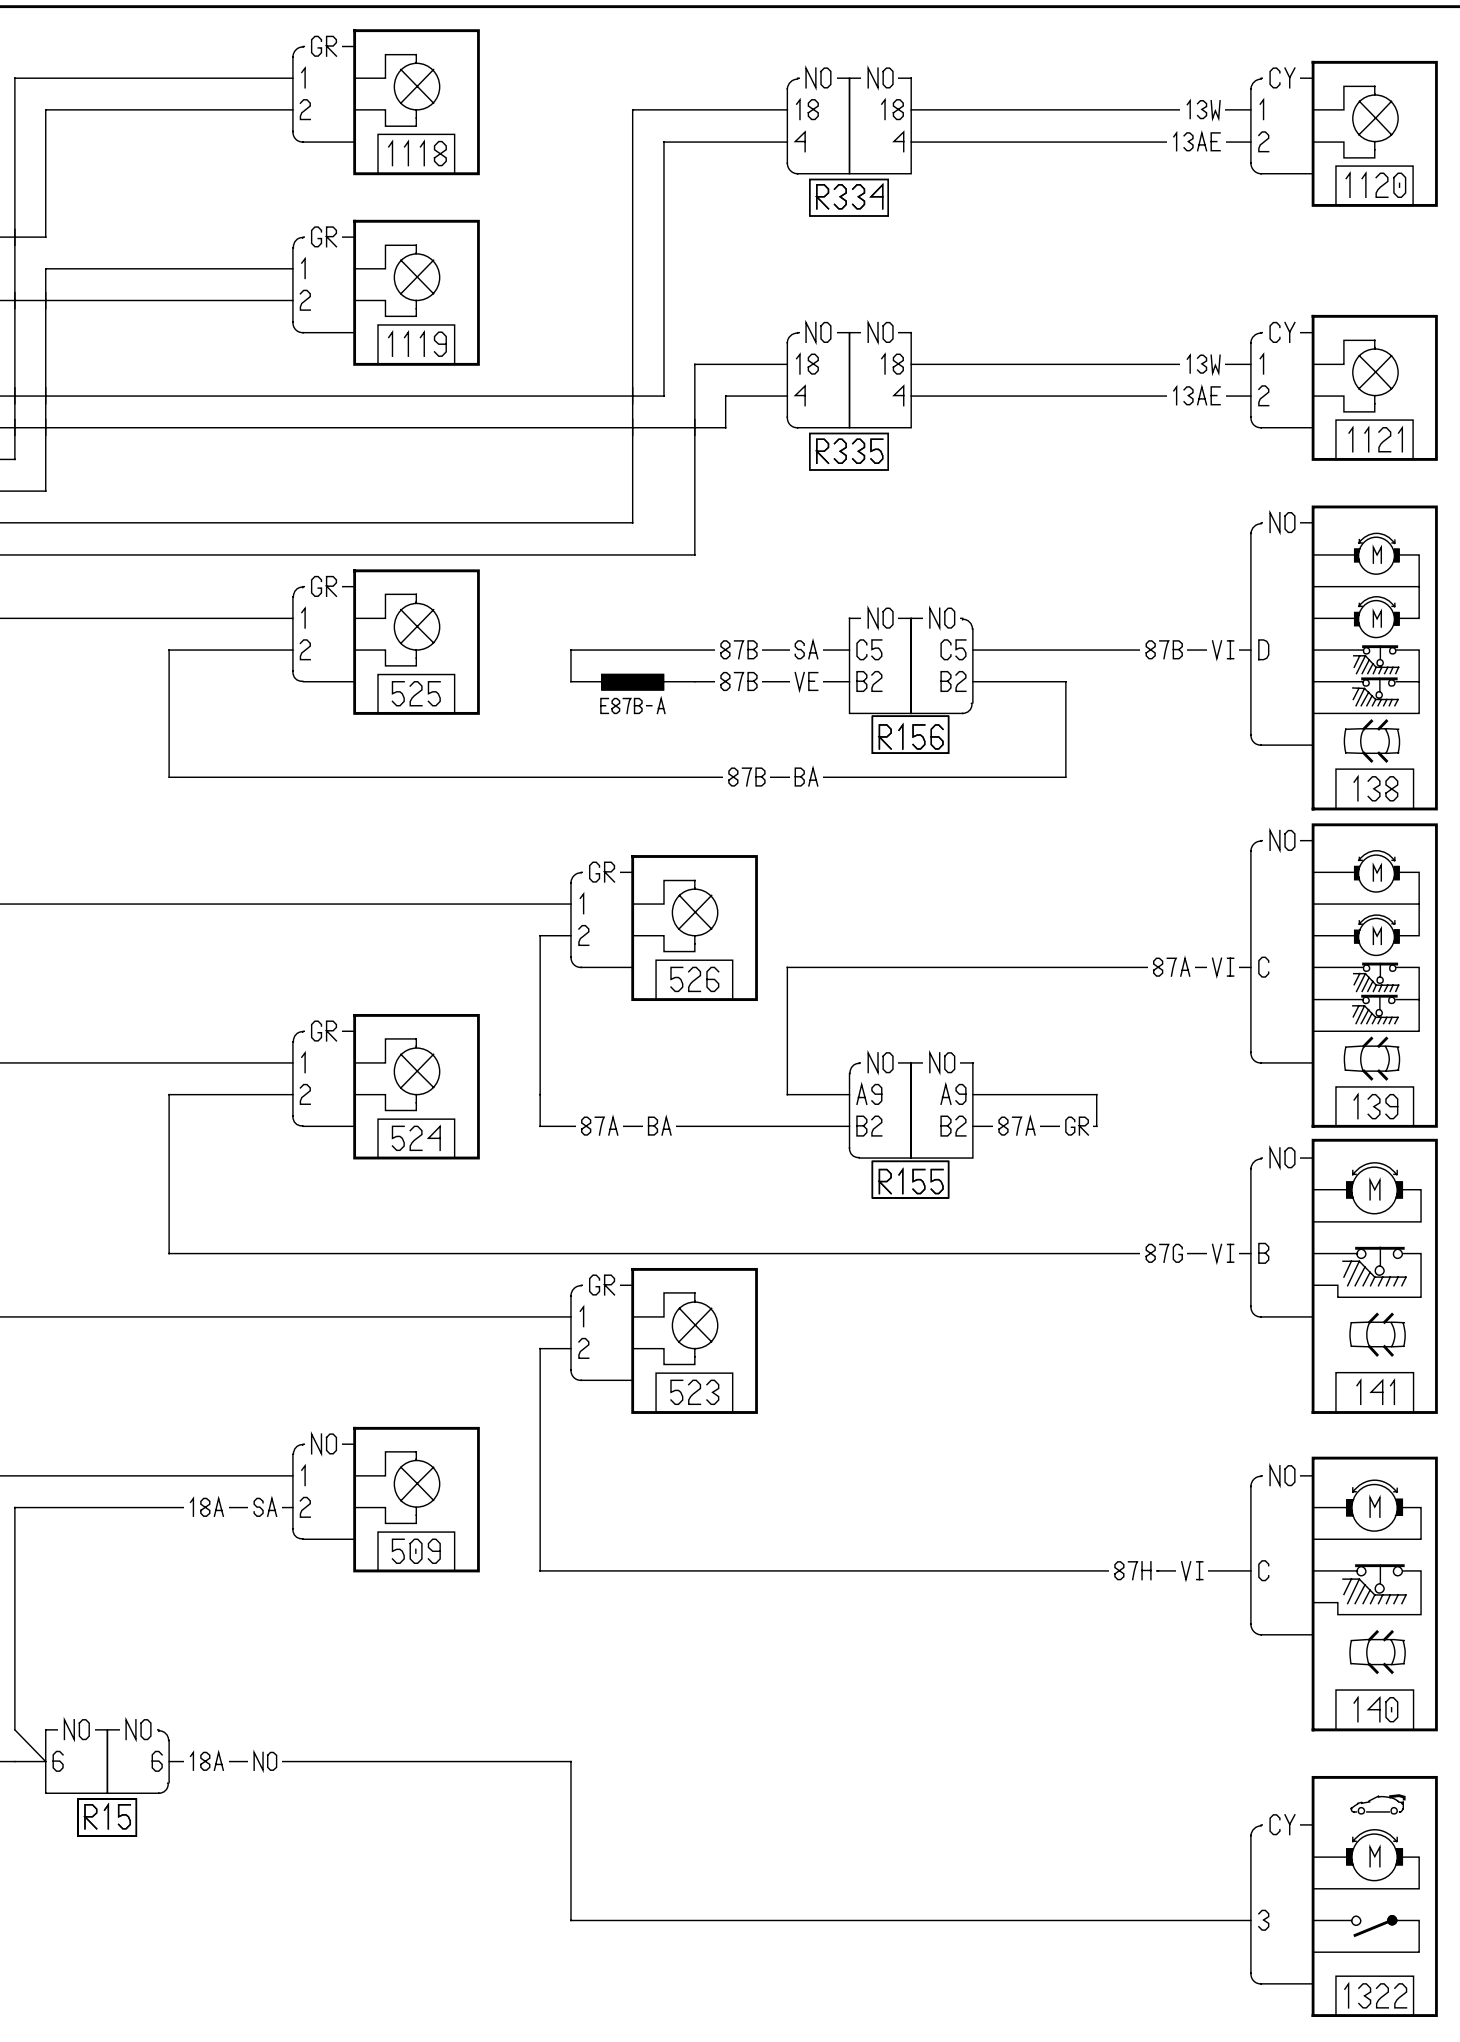 GR
1
2
1118
NO NO
18 18 13W
4 4 13AE
R334
CY
1
2
1120
GR
1
2
1119
NO NO
18 18 13W
4 4 13AE
R335
CY
1
2
1121
GR
1
2
525
NO NO
87B SA C5 C5 87B VI
87B VE B2 B2
E87B-A
R156
87B BA
NO
D
M
M
138
GR
1
2
526
NO
87A-VI C
M
M
139
GR
1
2
524
NO NO
A9 A9
87A BA B2 B2 87A GR
R155
NO
87G VI B
M
141
GR
1
2
523
NO
1
18A SA 2
509
NO
87H VI C
M
140
NO NO
6 6 18A NO
R15
CY
M
3
1322